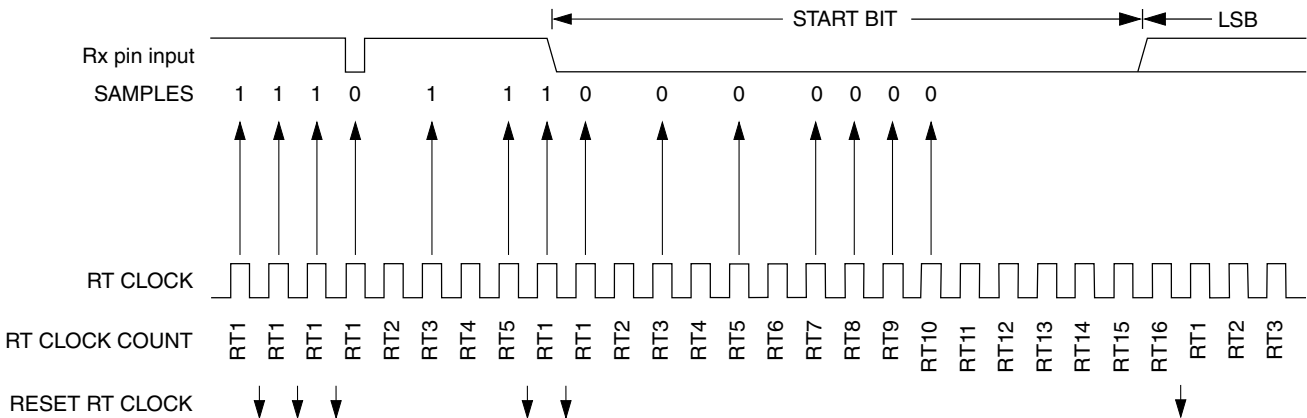 START BIT LSB
Rx pin input
SAMPLES 1 1 1 0 1 1 1 0 0 0 0 0 0 0
RT CLOCK
RT CLOCK COUNT RT1 RT1 RT1 RT1 RT2 RT3 RT4 RT5 RT1 RT1 RT2 RT3 RT4 RT5 RT6 RT7 RT8 RT9 RT10 RT11 RT12 RT13 RT14 RT15 RT16 RT1 RT2 RT3
RESET RT CLOCK